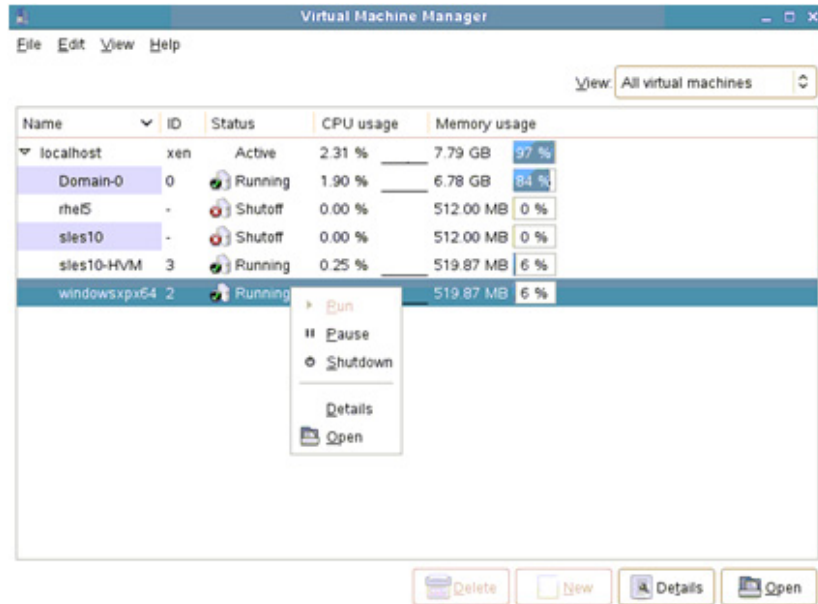 Virtual Machine Manager
File Edit View Help
View: All virtual machines
Name ID Status CPU usage Memory usage
localhost xen Active 2.31 % 7.79 GB 97 %
Domain-0 0 Running 1.90 % 6.78 GB 84 %
rhel5 - Shutoff 0.00 % 512.00 MB 0 %
sles10 - Shutoff 0.00 % 512.00 MB 0 %
sles10-HVM 3 Running 0.25 % 519.87 MB 6 %
windowsxpx64 2 Running 519.87 MB 6 %
Run
Pause
Shutdown
Details
Open
Delete New Details Open